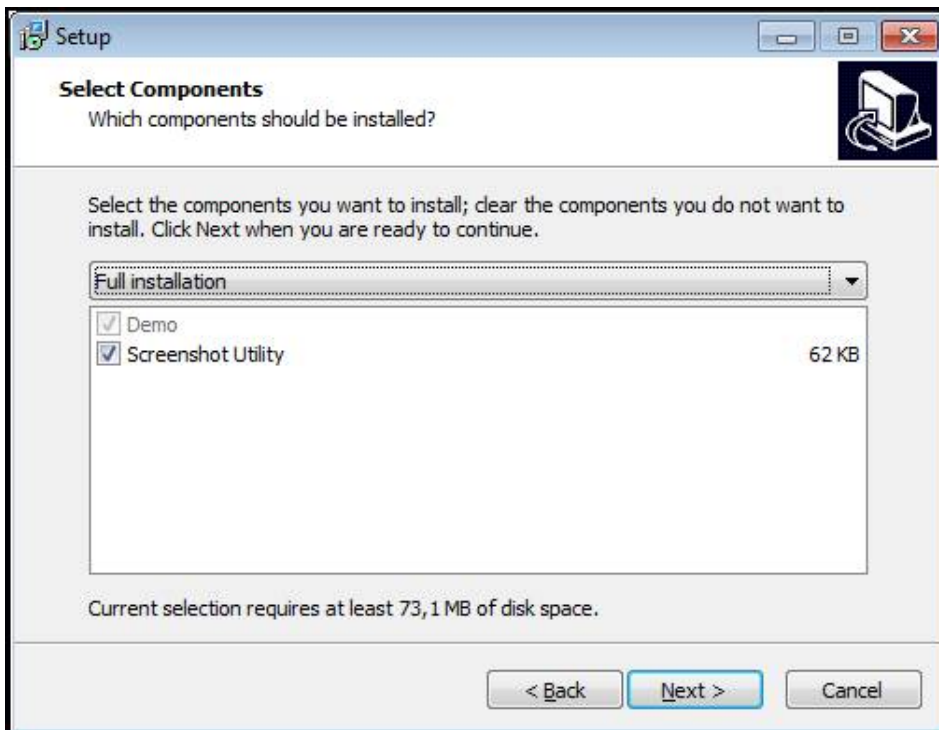 Setup
Select Components
Which components should be installed?
Select the components you want to install; clear the components you do not want to
install. Click Next when you are ready to continue.
Full installation
Demo
Screenshot Utility 62 KB
Current selection requires at least 73,1 MB of disk space.
< Back Next > Cancel